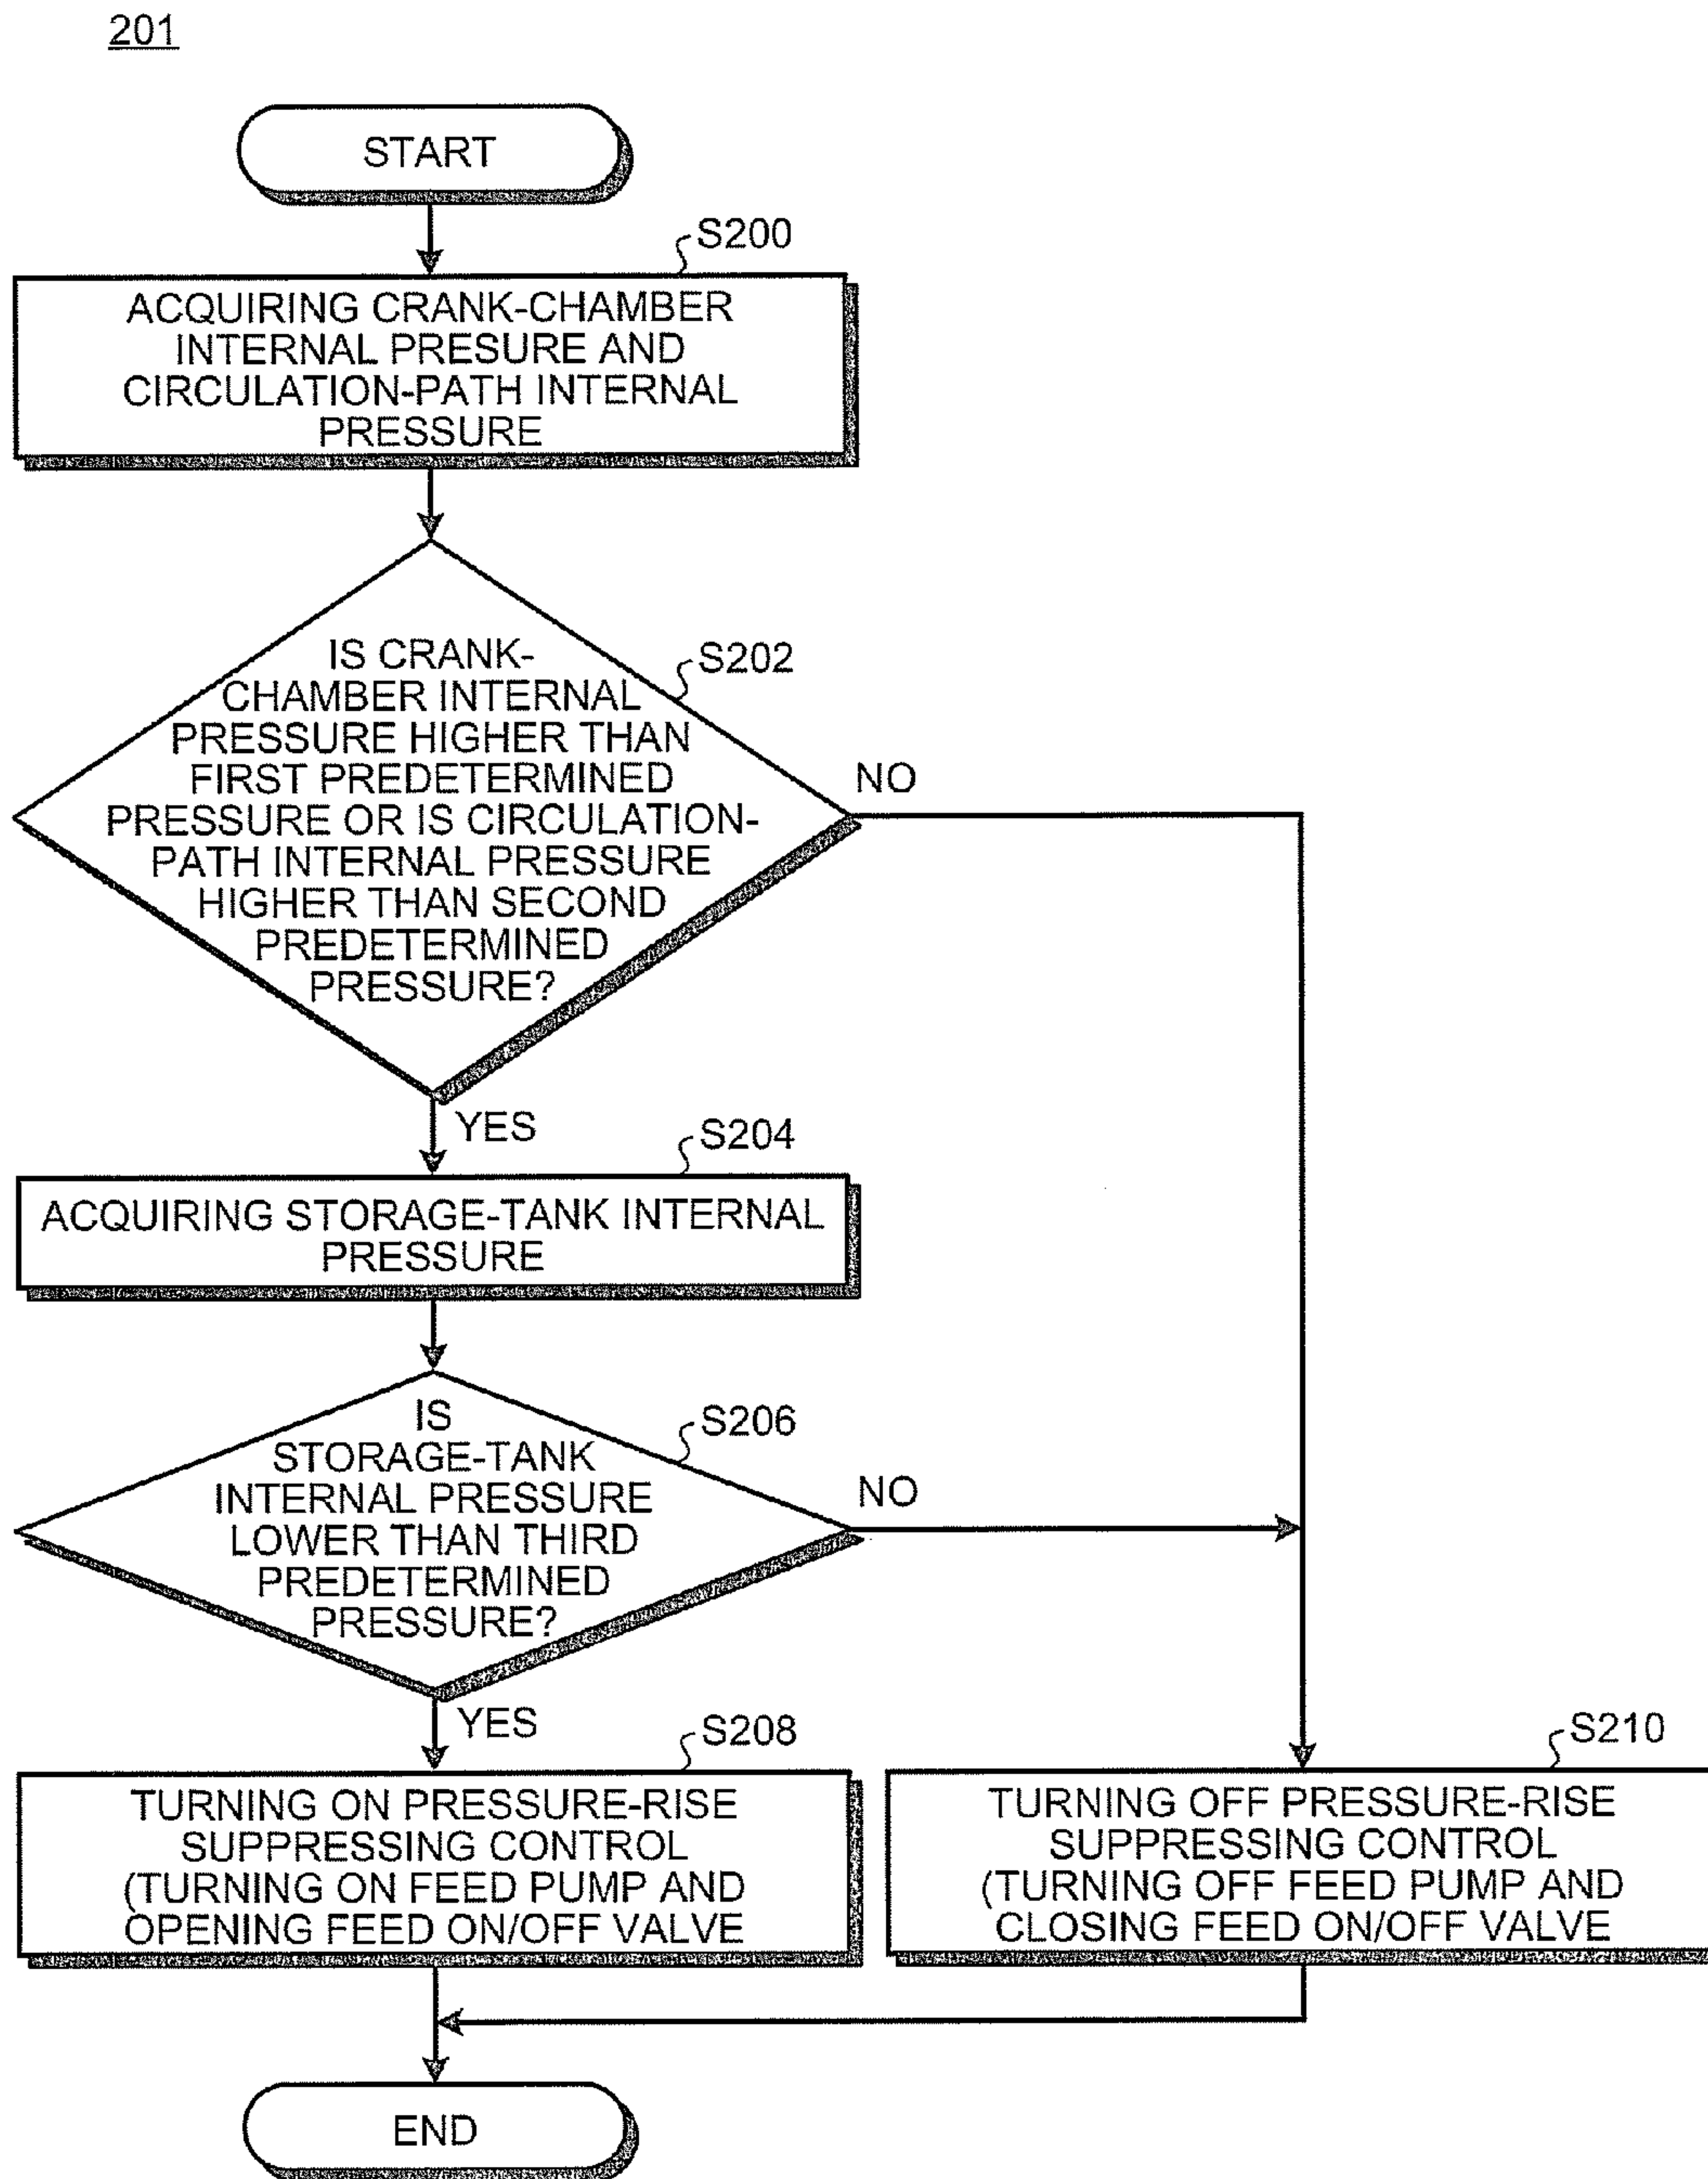 201
START
S200
ACQUIRING CRANK-CHAMBER
INTERNAL PRESURE AND
CIRCULATION-PATH INTERNAL
PRESSURE
S202
IS CRANK-
CHAMBER INTERNAL
PRESSURE HIGHER THAN
FIRST PREDETERMINED
PRESSURE OR IS CIRCULATION-
PATH INTERNAL PRESSURE
HIGHER THAN SECOND
PREDETERMINED
PRESSURE?
NO
YES
S204
ACQUIRING STORAGE-TANK INTERNAL
PRESSURE
S206
IS
STORAGE-TANK
INTERNAL PRESSURE
LOWER THAN THIRD
PREDETERMINED
PRESSURE?
NO
YES
S208
TURNING ON PRESSURE-RISE
SUPPRESSING CONTROL
(TURNING ON FEED PUMP AND
OPENING FEED ON/OFF VALVE
S210
TURNING OFF PRESSURE-RISE
SUPPRESSING CONTROL
(TURNING OFF FEED PUMP AND
CLOSING FEED ON/OFF VALVE
END